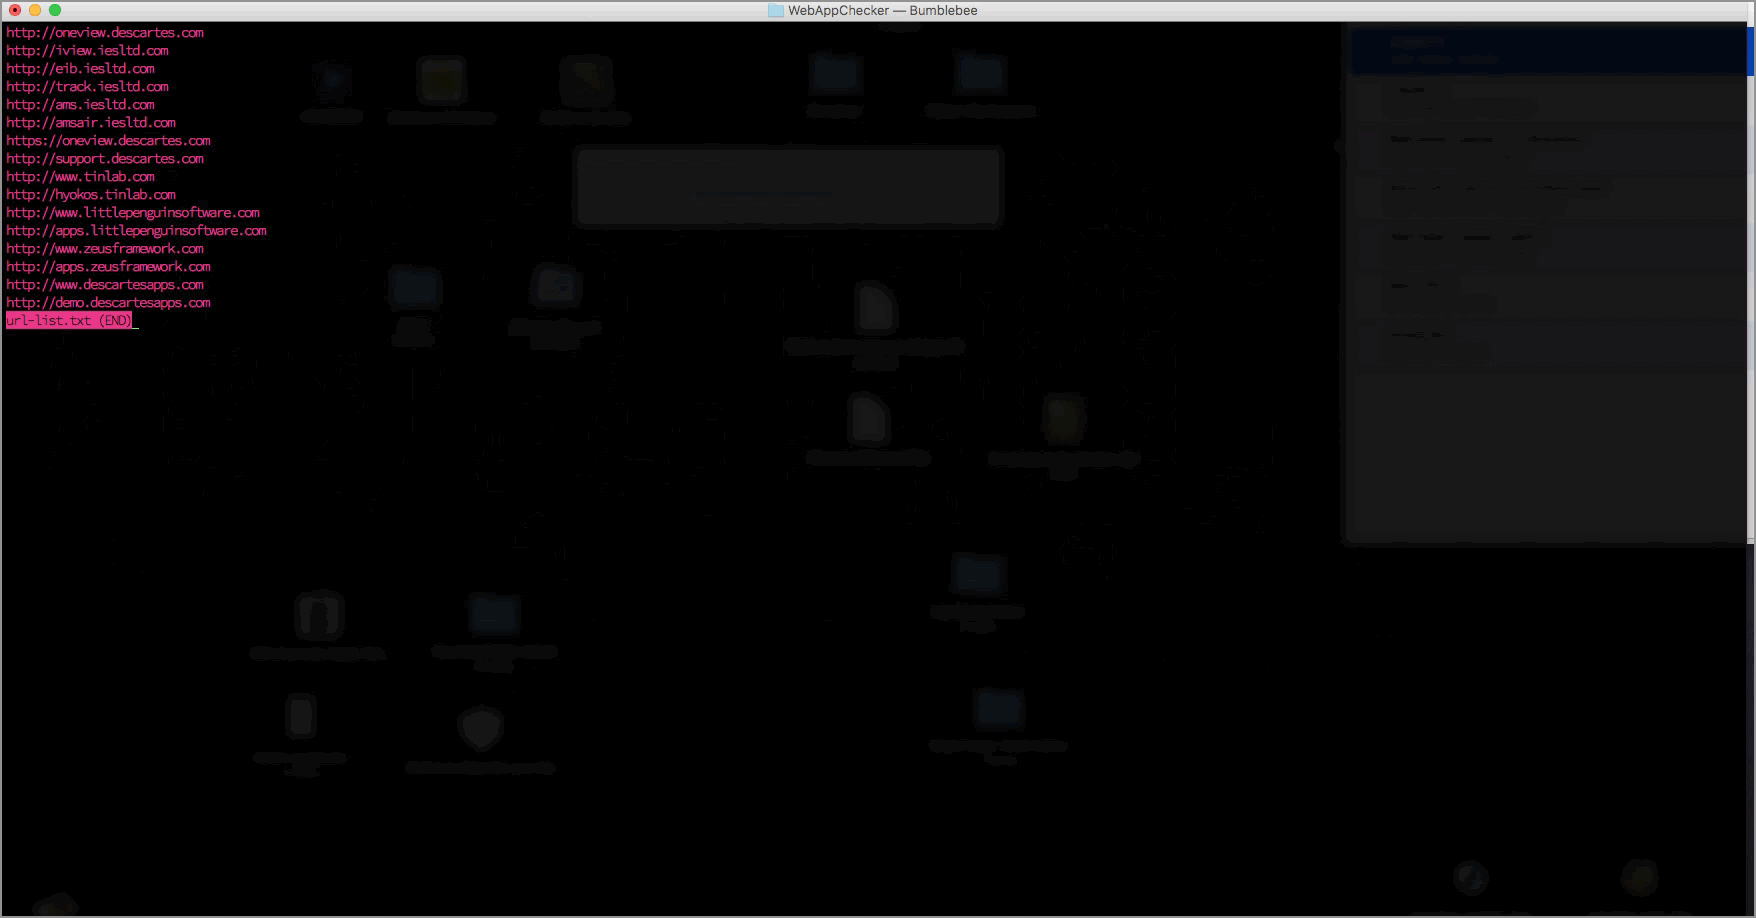 WebAppChecker — Bumblebee
http://oneview.descartes.com
http://iview.iesltd.com
http://eib.iesltd.com
http://track.iesltd.com
http://ams.iesltd.com
http://amsair.iesltd.com
https://oneview.descartes.com
http://support.descartes.com
http://www.tinlab.com
http://hyokos.tinlab.com
http://www.littlepenguinsoftware.com
http://apps.littlepenguinsoftware.com
http://www.zeusframework.com
http://apps.zeusframework.com
http://www.descartesapps.com
http://demo.descartesapps.com
url-list.txt (END)